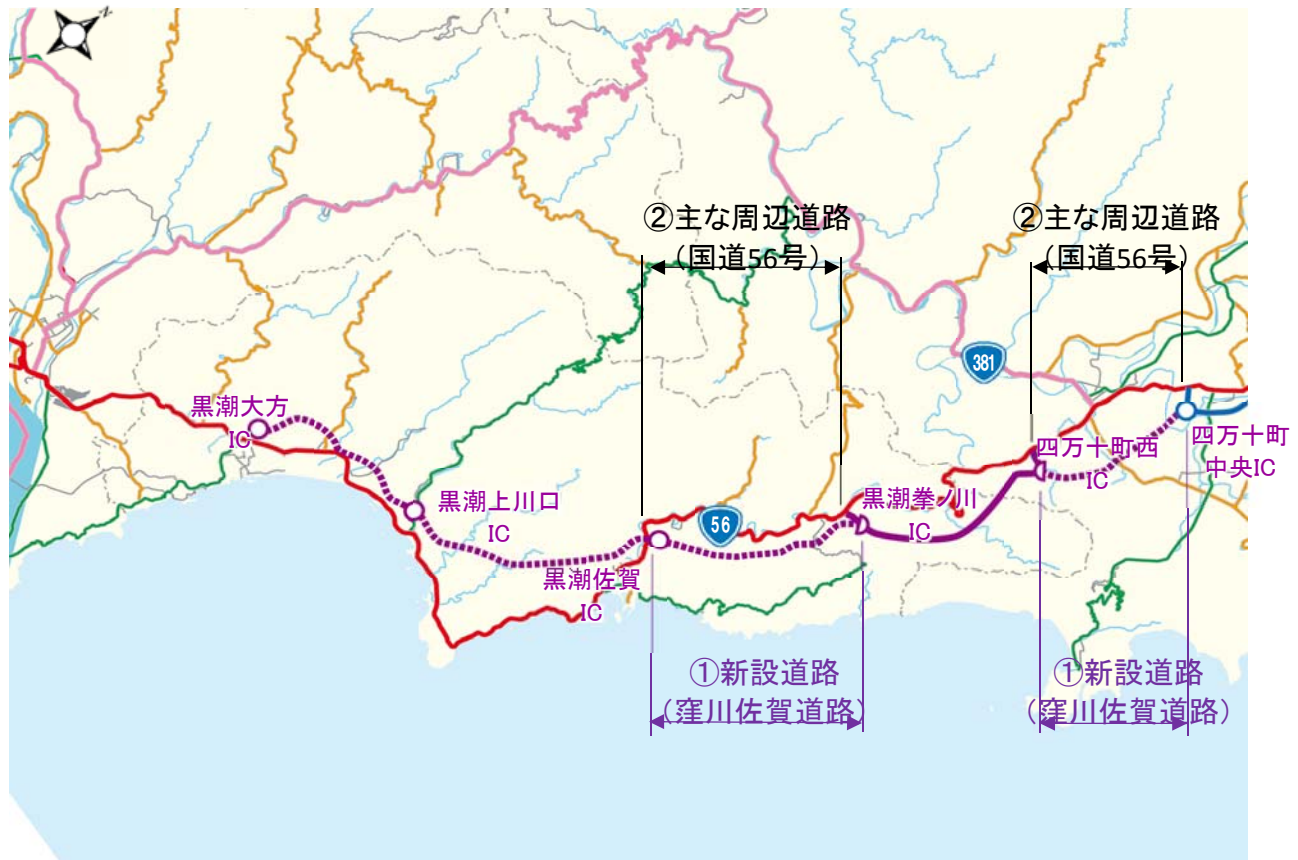 N
②主な周辺道路
(国道56号)
②主な周辺道路
(国道56号)
381
黒潮大方
IC
四万十町西
IC
四万十町
中央IC
黒潮上川口
IC
56
黒潮拳ノ川
IC
黒潮佐賀
IC
①新設道路
(窪川佐賀道路)
①新設道路
(窪川佐賀道路)